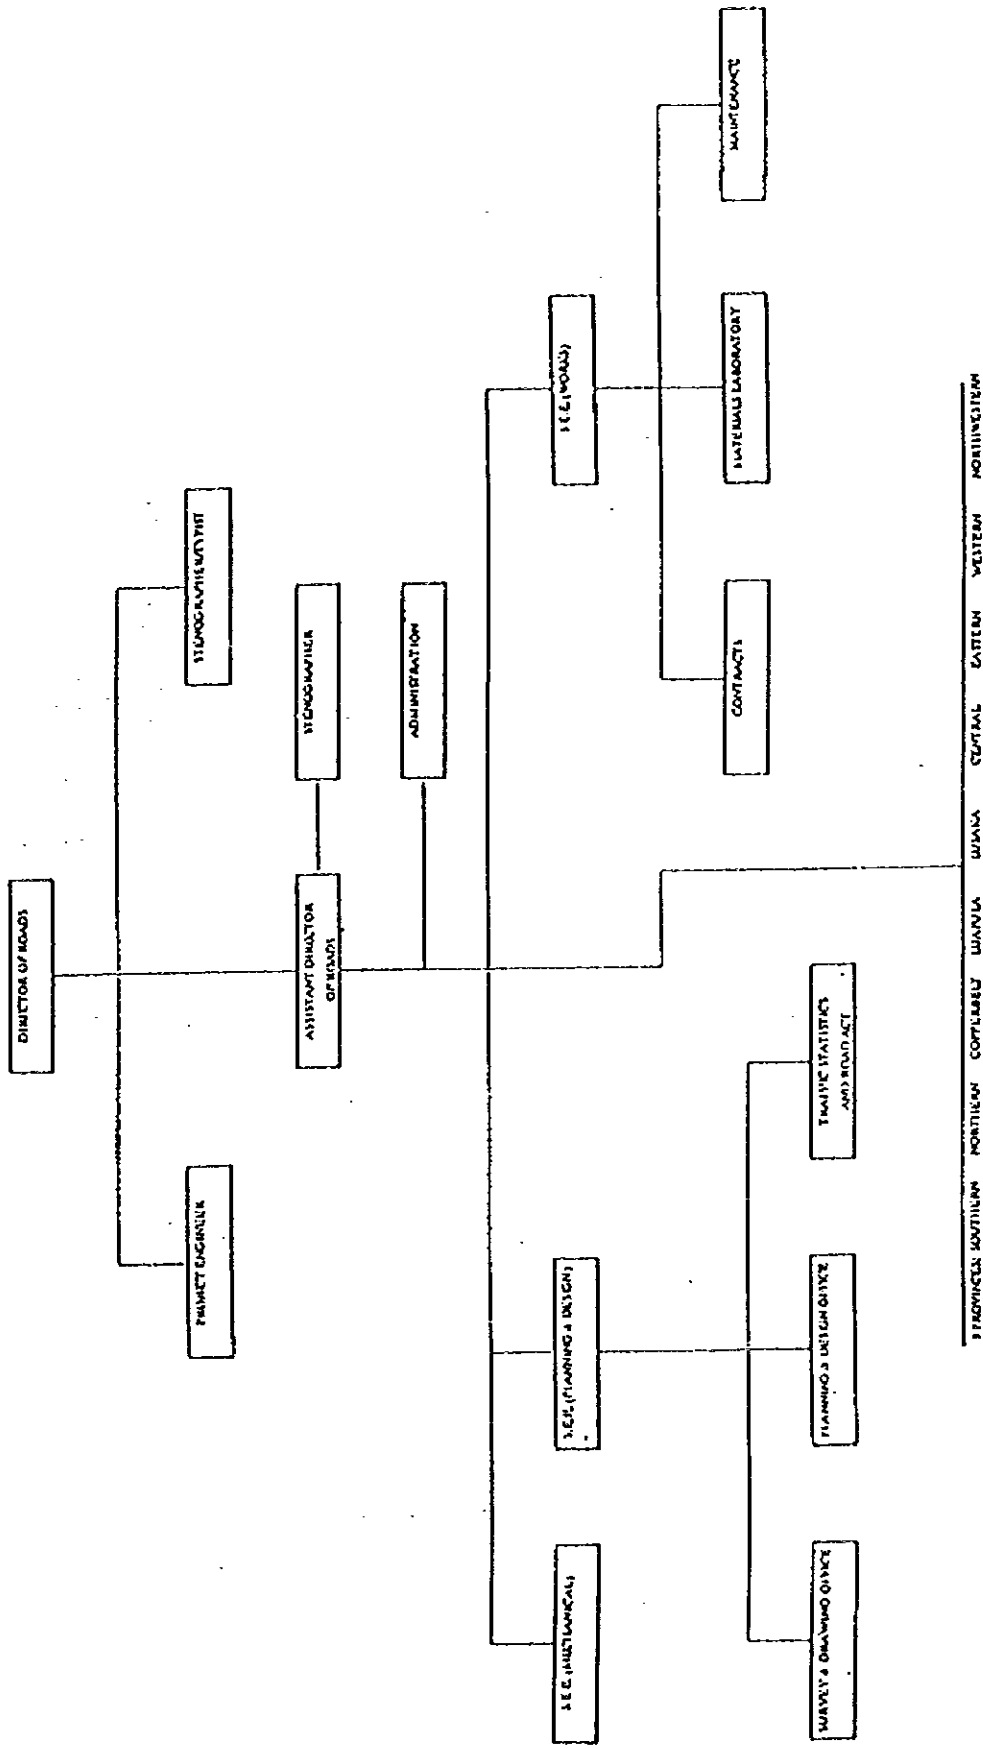 DIRECTOR OF ROADS
PROJECT ENGINEER
STENOGRAPHER/TYPIST
ASSISTANT DIRECTOR
OF ROADS
STENOGRAPHER
ADMINISTRATION
S.E.E. (MECHANICAL)
S.E.E. (PLANNING & DESIGN)
S.E.E. (WORKS)
SURVEY & DRAWING OFFICE
PLANNING & DESIGN OFFICE
TRAFFIC STATISTICS
AND ROAD ACT
CONTRACTS
MATERIALS LABORATORY
MAINTENANCE
9 PROVINCES: SOUTHERN NORTHERN COPPERBELT LUAPULA LUSAKA CENTRAL EASTERN WESTERN NORTHWESTERN